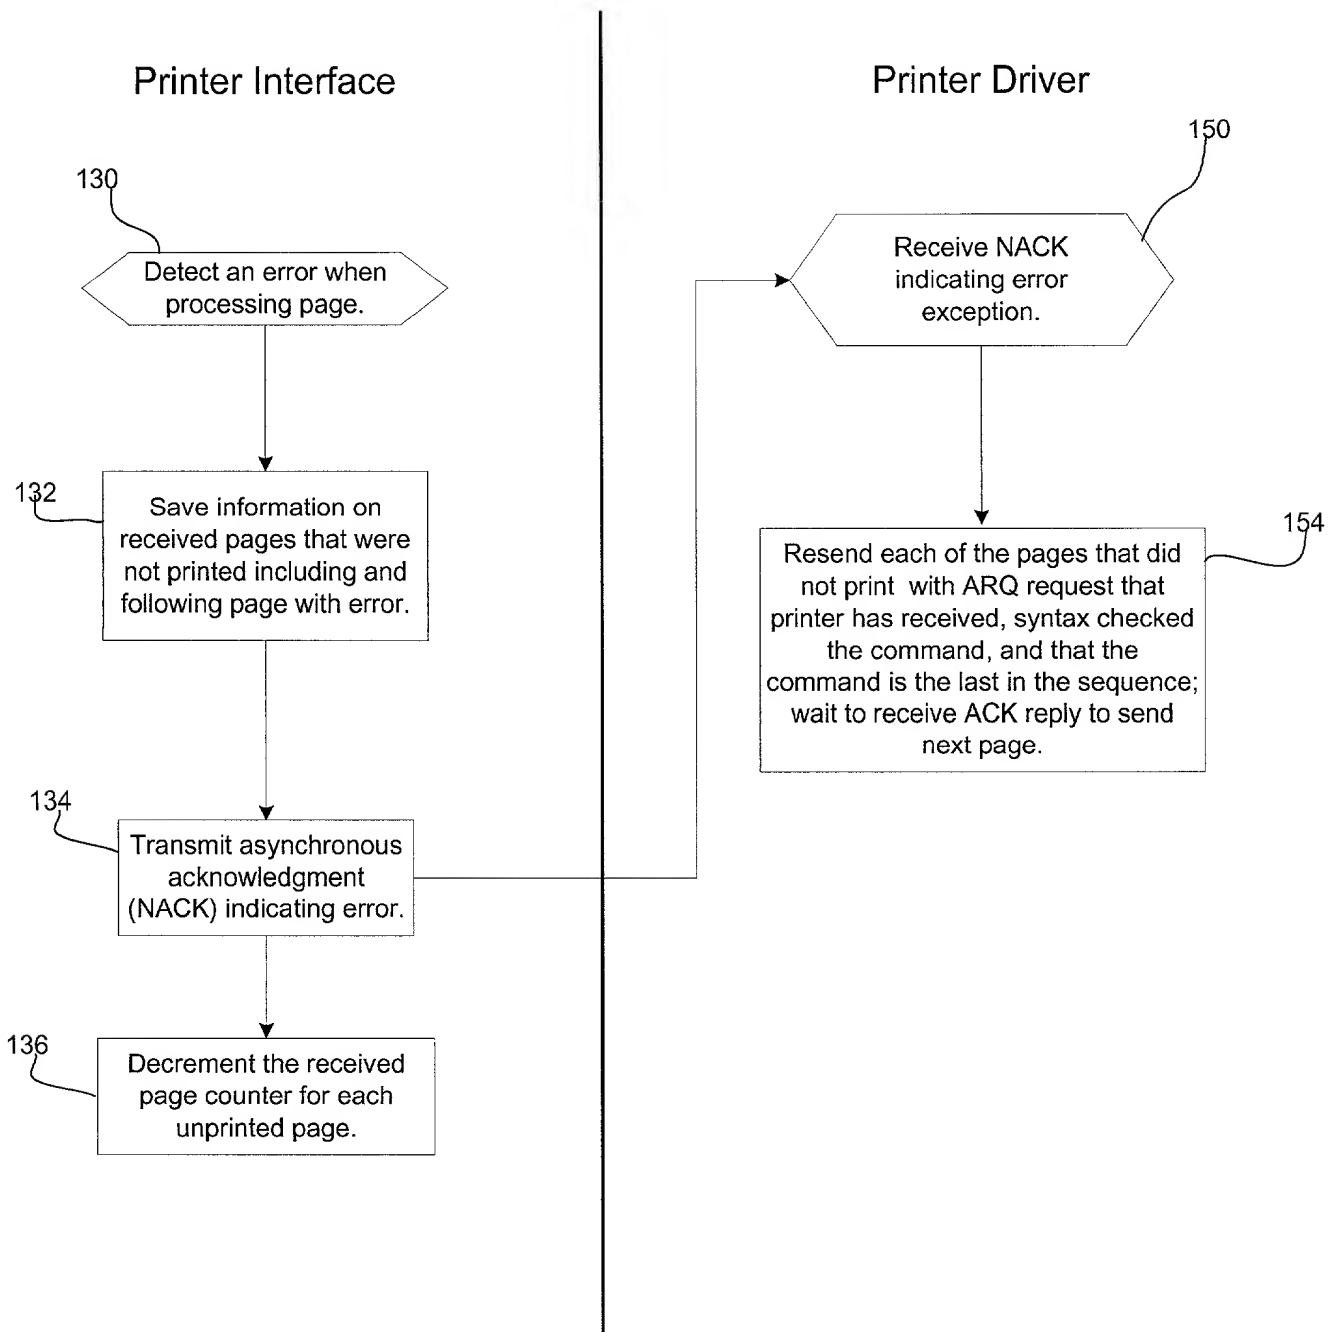 Printer Interface
130
Detect an error when
processing page.
132
Save information on
received pages that were
not printed including and
following page with error.
134
Transmit asynchronous
acknowledgment
(NACK) indicating error.
136
Decrement the received
page counter for each
unprinted page.
Printer Driver
150
Receive NACK
indicating error
exception.
154
Resend each of the pages that did
not print with ARQ request that
printer has received, syntax checked
the command, and that the
command is the last in the sequence;
wait to receive ACK reply to send
next page.